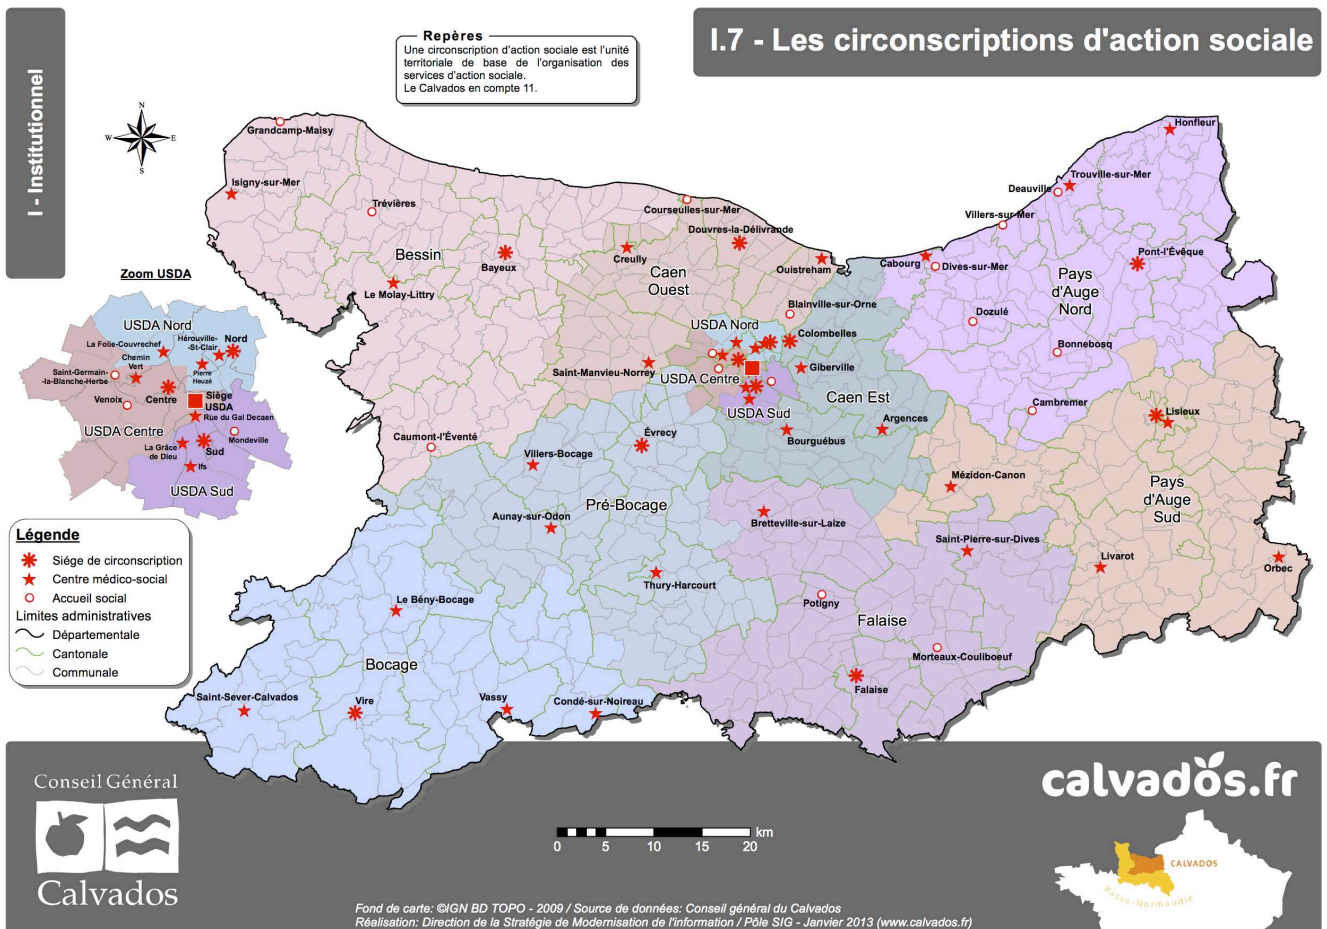 I.7 - Les circonscriptions d'action sociale
I - Institutionnel
Repères
Une circonscription d'action sociale est l'unité
territoriale de base de l'organisation des
services d'action sociale.
Le Calvados en compte 11.
N
W
E
S
Grandcamp-Maisy
Isigny-sur-Mer
Trévières
Bessin
Bayeux
Le Molay-Littry
Caumont-l'Éventé
Courseulles-sur-Mer
Douvres-la-Délivrande
Creully
Caen
Ouest
Ouistreham
Blainville-sur-Orne
USDA Nord
Colombelles
Saint-Manvieu-Norrey
USDA Centre
Giberville
USDA Sud
Caen Est
Bourguébus
Argences
Honfleur
Trouville-sur-Mer
Deauville
Villers-sur-Mer
Cabourg
Dives-sur-Mer
Pont-l'Évêque
Pays
d'Auge
Nord
Dozulé
Bonnebosq
Cambremer
Lisieux
Mézidon-Canon
Pays
d'Auge
Sud
Saint-Pierre-sur-Dives
Livarot
Orbec
Évrecy
Villers-Bocage
Pré-Bocage
Aunay-sur-Odon
Thury-Harcourt
Bretteville-sur-Laize
Potigny
Falaise
Morteaux-Couliboeuf
Falaise
Le Bény-Bocage
Bocage
Saint-Sever-Calvados
Vire
Vassy
Condé-sur-Noireau
Zoom USDA
USDA Nord
La Folie-Couvrechef
Hérouville-
-St-Clair
Nord
Chemin
Vert
Pierre
Heuzé
Saint-Germain-
-la-Blanche-Herbe
Centre
Siège
USDA
Venoix
Rue du Gal Decaen
USDA Centre
Mondeville
La Grâce
de Dieu
Sud
Ifs
USDA Sud
Légende
Siége de circonscription
Centre médico-social
Accueil social
Limites administratives
Départementale
Cantonale
Communale
Conseil Général
Calvados
0 5 10 15 20 km
calvados.fr
CALVADOS
Basse-Normandie
Fond de carte: ©IGN BD TOPO - 2009 / Source de données: Conseil général du Calvados
Réalisation: Direction de la Stratégie de Modernisation de l'information / Pôle SIG - Janvier 2013 (www.calvados.fr)